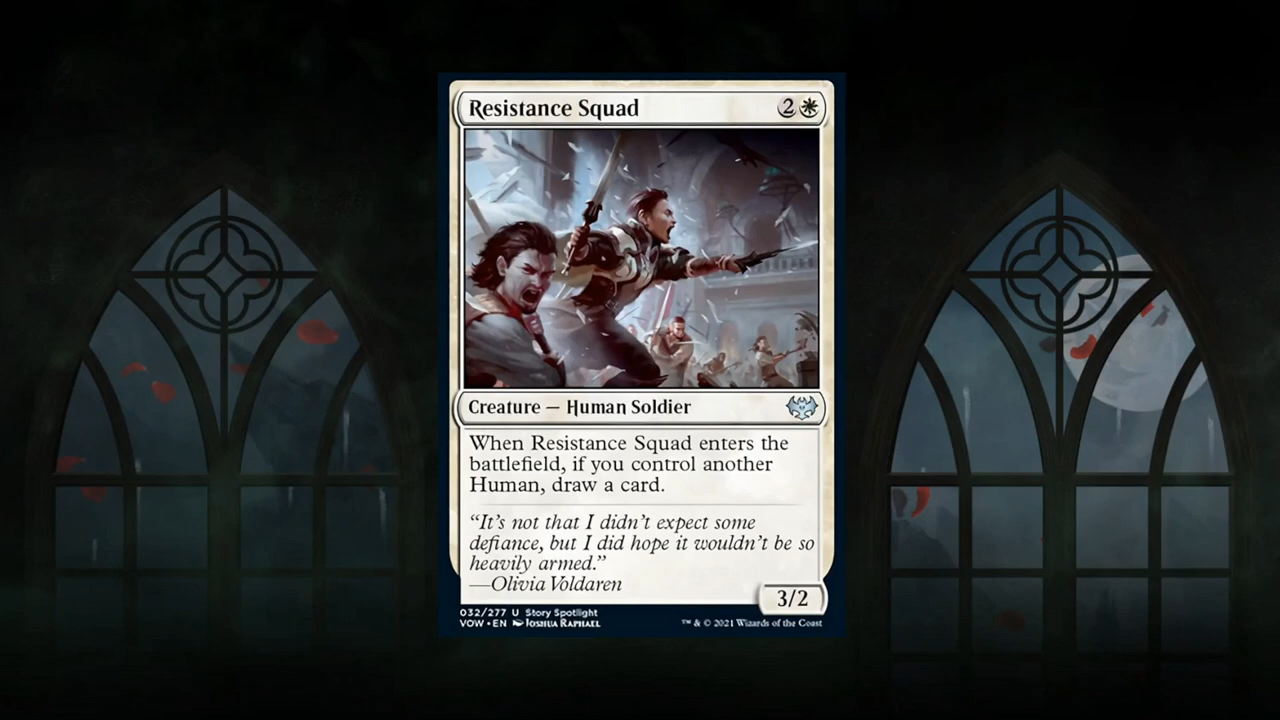 Resistance Squad 2
Creature — Human Soldier
When Resistance Squad enters the
battlefield, if you control another
Human, draw a card.
“It’s not that I didn’t expect some
defiance, but I did hope it wouldn’t be so
heavily armed.”
—Olivia Voldaren
3/2
032/277 U Story Spotlight
VOW • EN Joshua Raphael
™ & © 2021 Wizards of the Coast